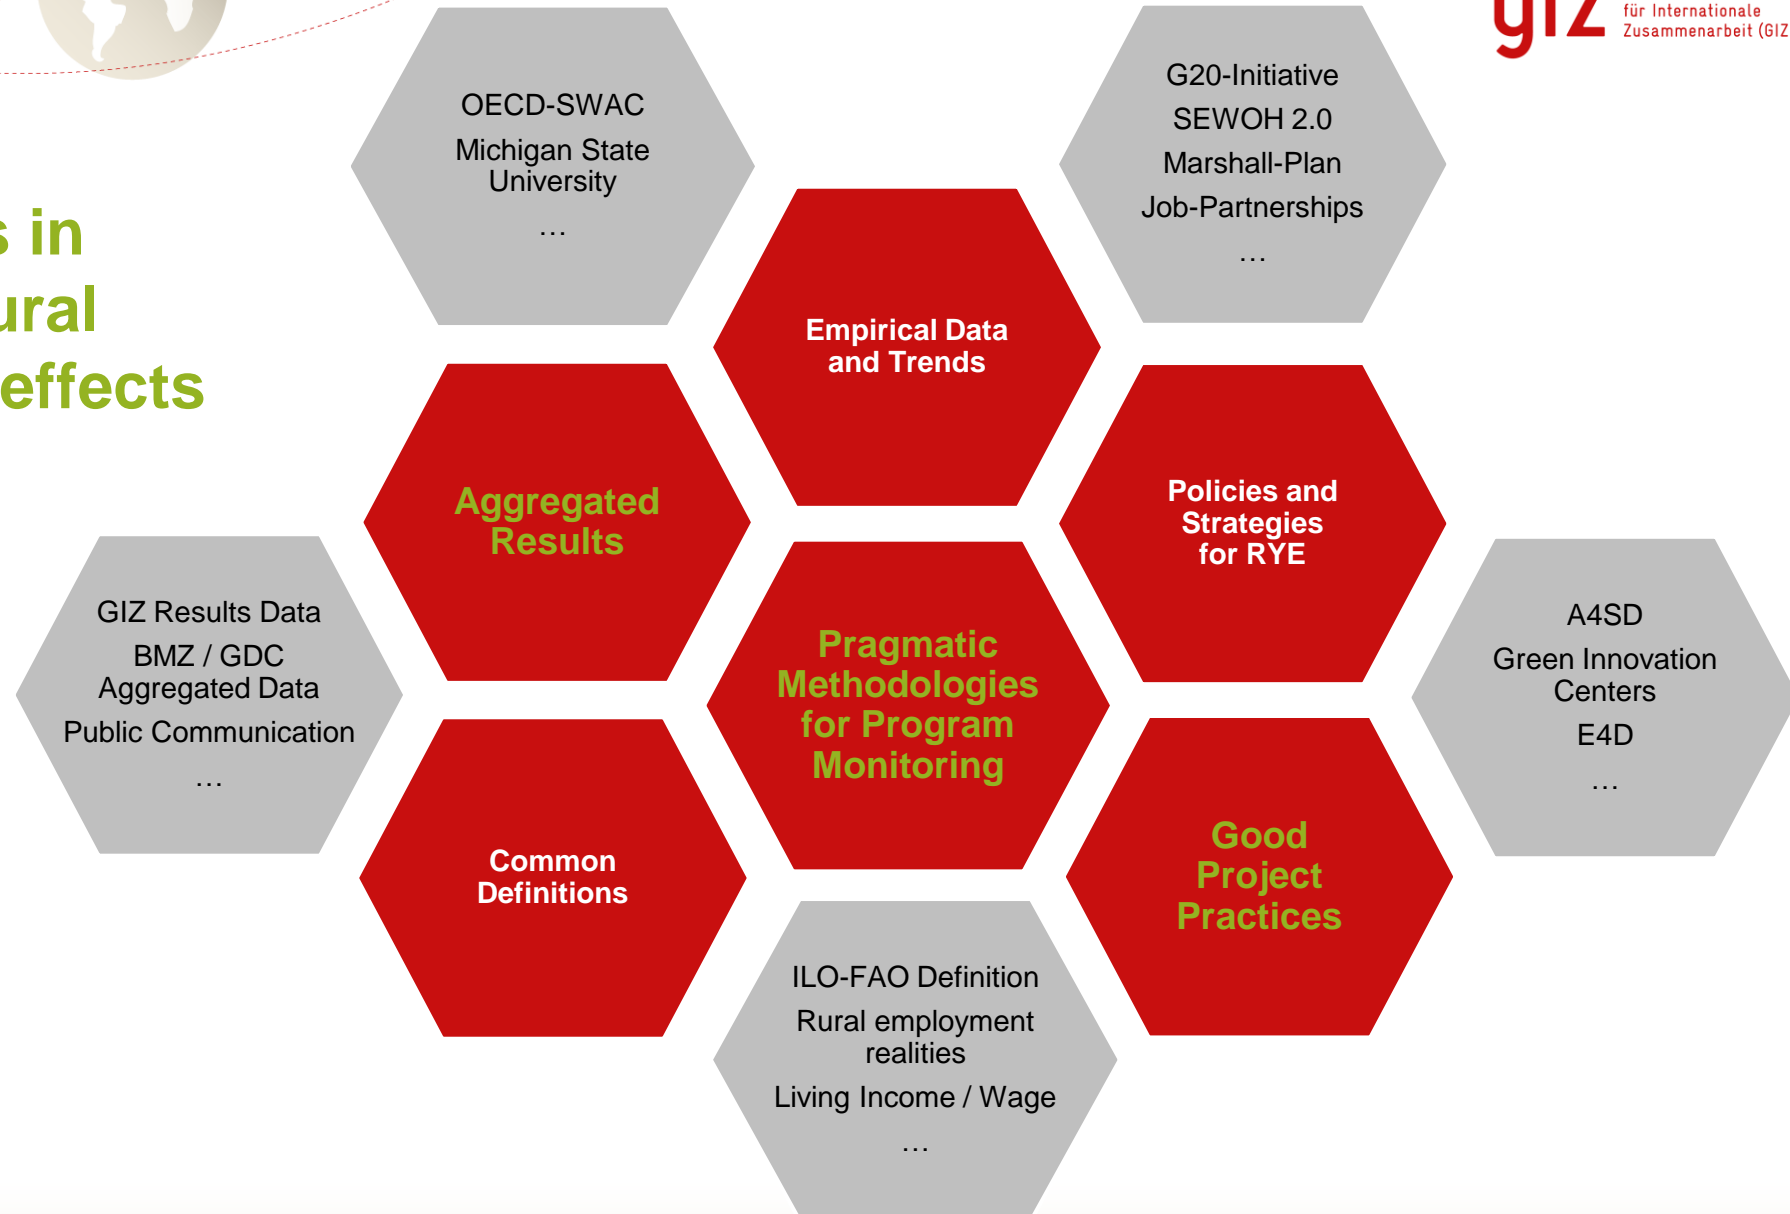 giz
für Internationale
Zusammenarbeit (GIZ
in
effects
OECD-SWAC
Michigan State
University
…
G20-Initiative
SEWOH 2.0
Marshall-Plan
Job-Partnerships
…
Empirical Data
and Trends
Aggregated
Results
Policies and
Strategies
for RYE
GIZ Results Data
BMZ / GDC
Aggregated Data
Public Communication
…
Pragmatic
Methodologies
for Program
Monitoring
A4SD
Green Innovation
Centers
E4D
…
Common
Definitions
Good
Project
Practices
ILO-FAO Definition
Rural employment
realities
Living Income / Wage
…